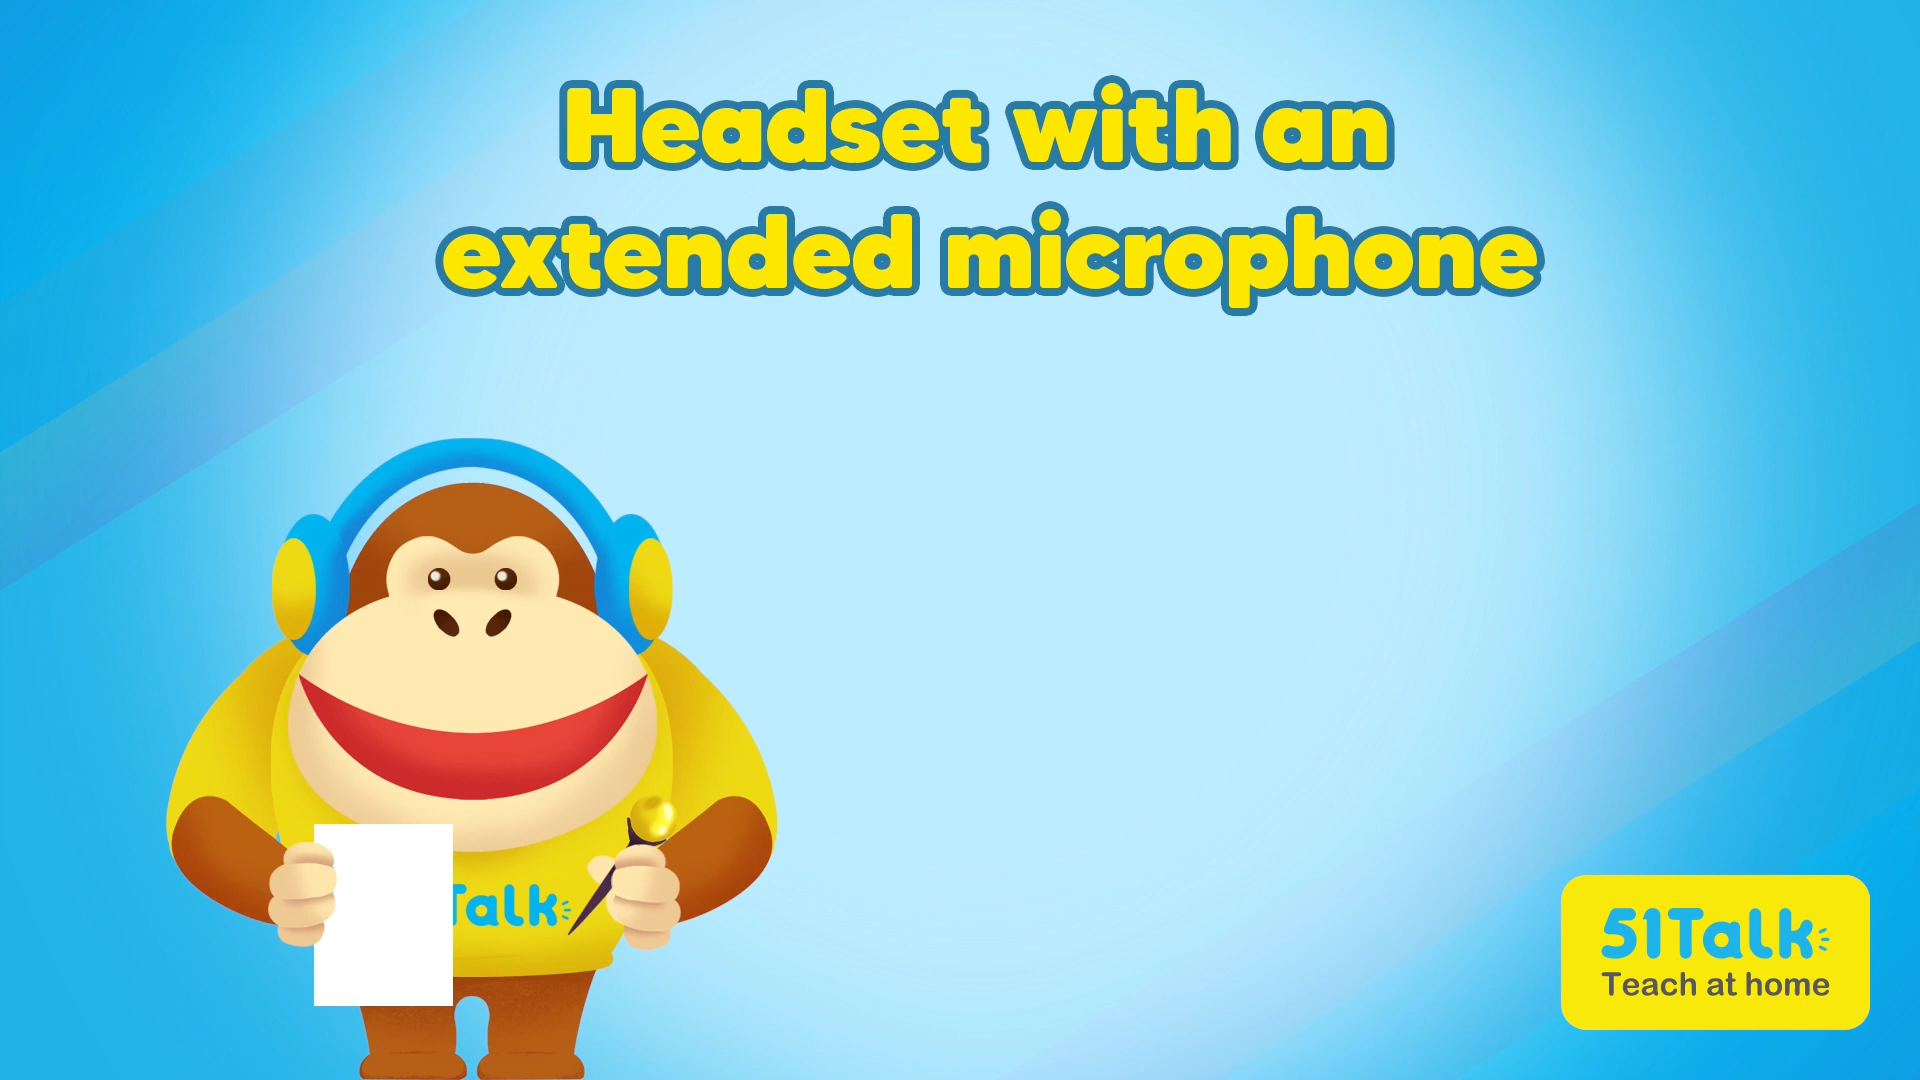 Headset with an
extended microphone
Talk
51Talk
Teach at home